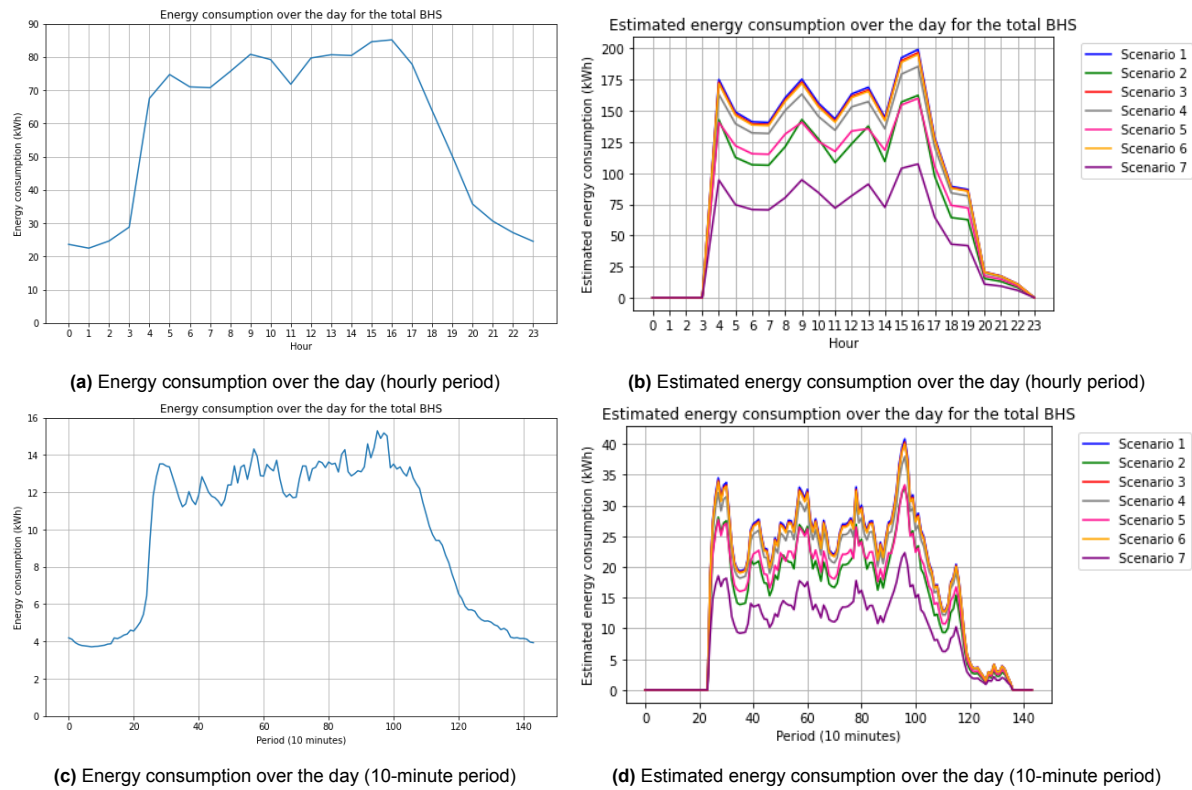 Energy consumption over the day for the total BHS
Energy consumption (kWh)
90
80
70
60
50
40
30
20
10
0
0 1 2 3 4 5 6 7 8 9 10 11 12 13 14 15 16 17 18 19 20 21 22 23
Hour
(a) Energy consumption over the day (hourly period)
Estimated energy consumption over the day for the total BHS
Estimated energy consumption (kWh)
200
175
150
125
100
75
50
25
0
0 1 2 3 4 5 6 7 8 9 10 11 12 13 14 15 16 17 18 19 20 21 22 23
Hour
Scenario 1
Scenario 2
Scenario 3
Scenario 4
Scenario 5
Scenario 6
Scenario 7
(b) Estimated energy consumption over the day (hourly period)
Energy consumption over the day for the total BHS
Energy consumption (kWh)
16
14
12
10
8
6
4
2
0
0 20 40 60 80 100 120 140
Period (10 minutes)
(c) Energy consumption over the day (10-minute period)
Estimated energy consumption over the day for the total BHS
Estimated energy consumption (kWh)
40
35
30
25
20
15
10
5
0
0 20 40 60 80 100 120 140
Period (10 minutes)
Scenario 1
Scenario 2
Scenario 3
Scenario 4
Scenario 5
Scenario 6
Scenario 7
(d) Estimated energy consumption over the day (10-minute period)